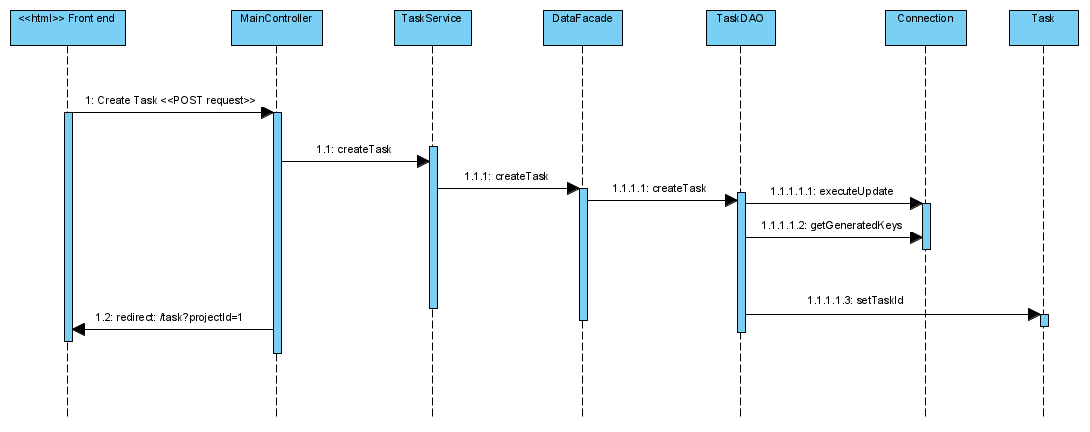 <<html>> Front end
MainController
TaskService
DataFacade
TaskDAO
Connection
Task
1: Create Task <<POST request>>
1.1: createTask
1.1.1: createTask
1.1.1.1: createTask
1.1.1.1.1: executeUpdate
1.1.1.1.2: getGeneratedKeys
1.1.1.1.3: setTaskId
1.2: redirect: /task?projectId=1